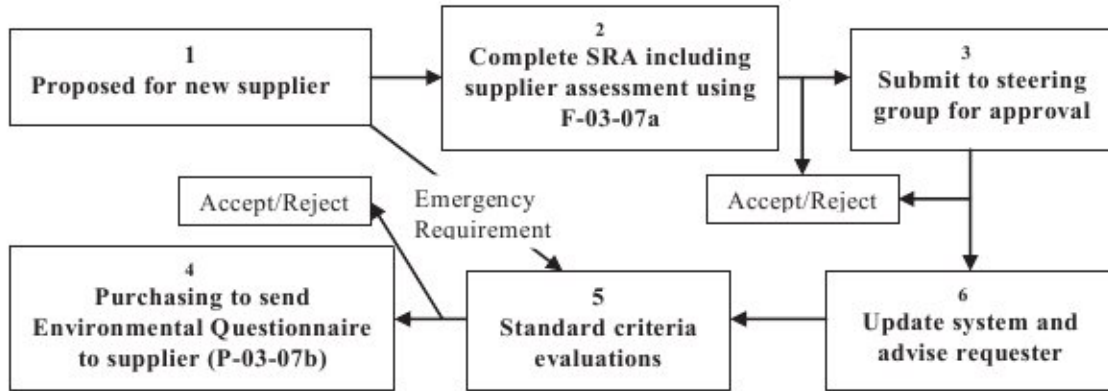 1
Proposed for new supplier
2
Complete SRA including
supplier assessment using
F-03-07a
3
Submit to steering
group for approval
Accept/Reject
Emergency
Requirement
Accept/Reject
4
Purchasing to send
Environmental Questionnaire
to supplier (P-03-07b)
5
Standard criteria
evaluations
6
Update system and
advise requester